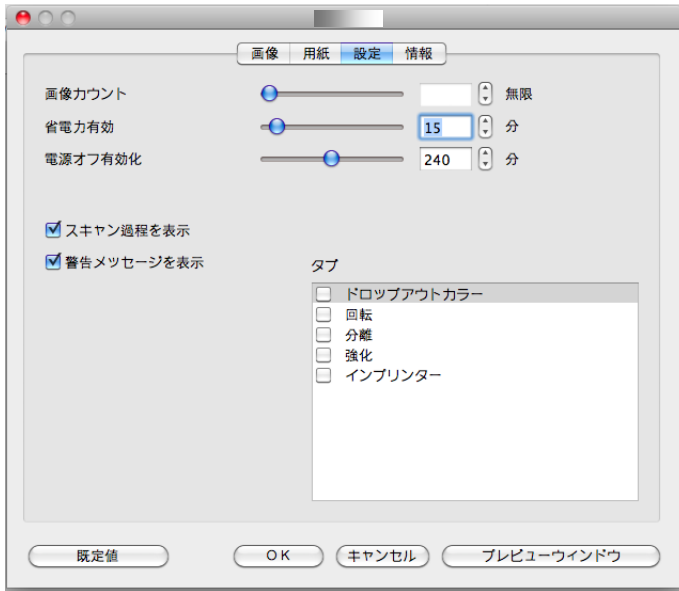 画像 用紙 設定 情報
画像カウント 無限
省電力有効 15 分
電源オフ有効化 240 分
スキャン過程を表示
警告メッセージを表示
タブ
ドロップアウトカラー
回転
分離
強化
インプリンター
既定値 OK キャンセル プレビューウインドウ